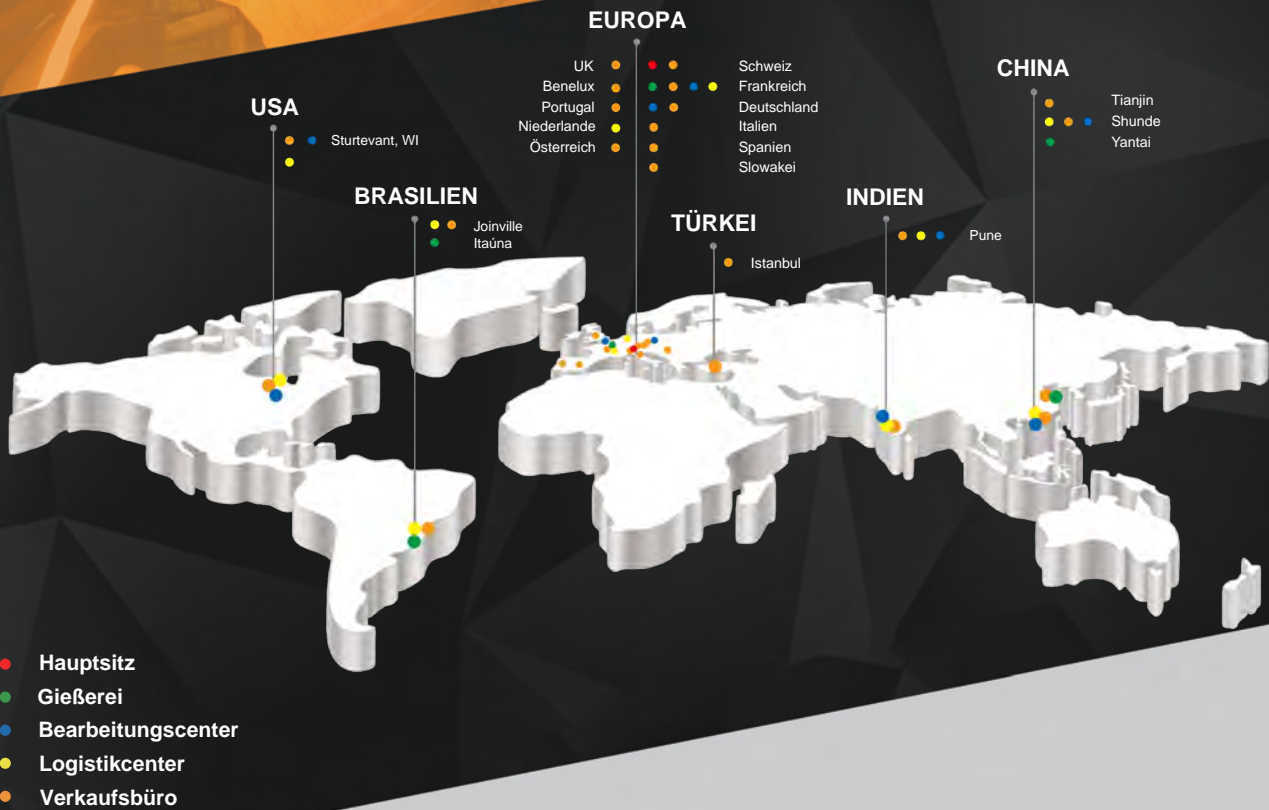 EUROPA
UK
Benelux
Portugal
Niederlande
Österreich
Schweiz
Frankreich
Deutschland
Italien
Spanien
Slowakei
CHINA
Tianjin
Shunde
Yantai
USA
Sturtevant, WI
BRASILIEN
Joinville
Itaúna
TÜRKEI
Istanbul
INDIEN
Pune
Hauptsitz
Gießerei
Bearbeitungscenter
Logistikcenter
Verkaufsbüro